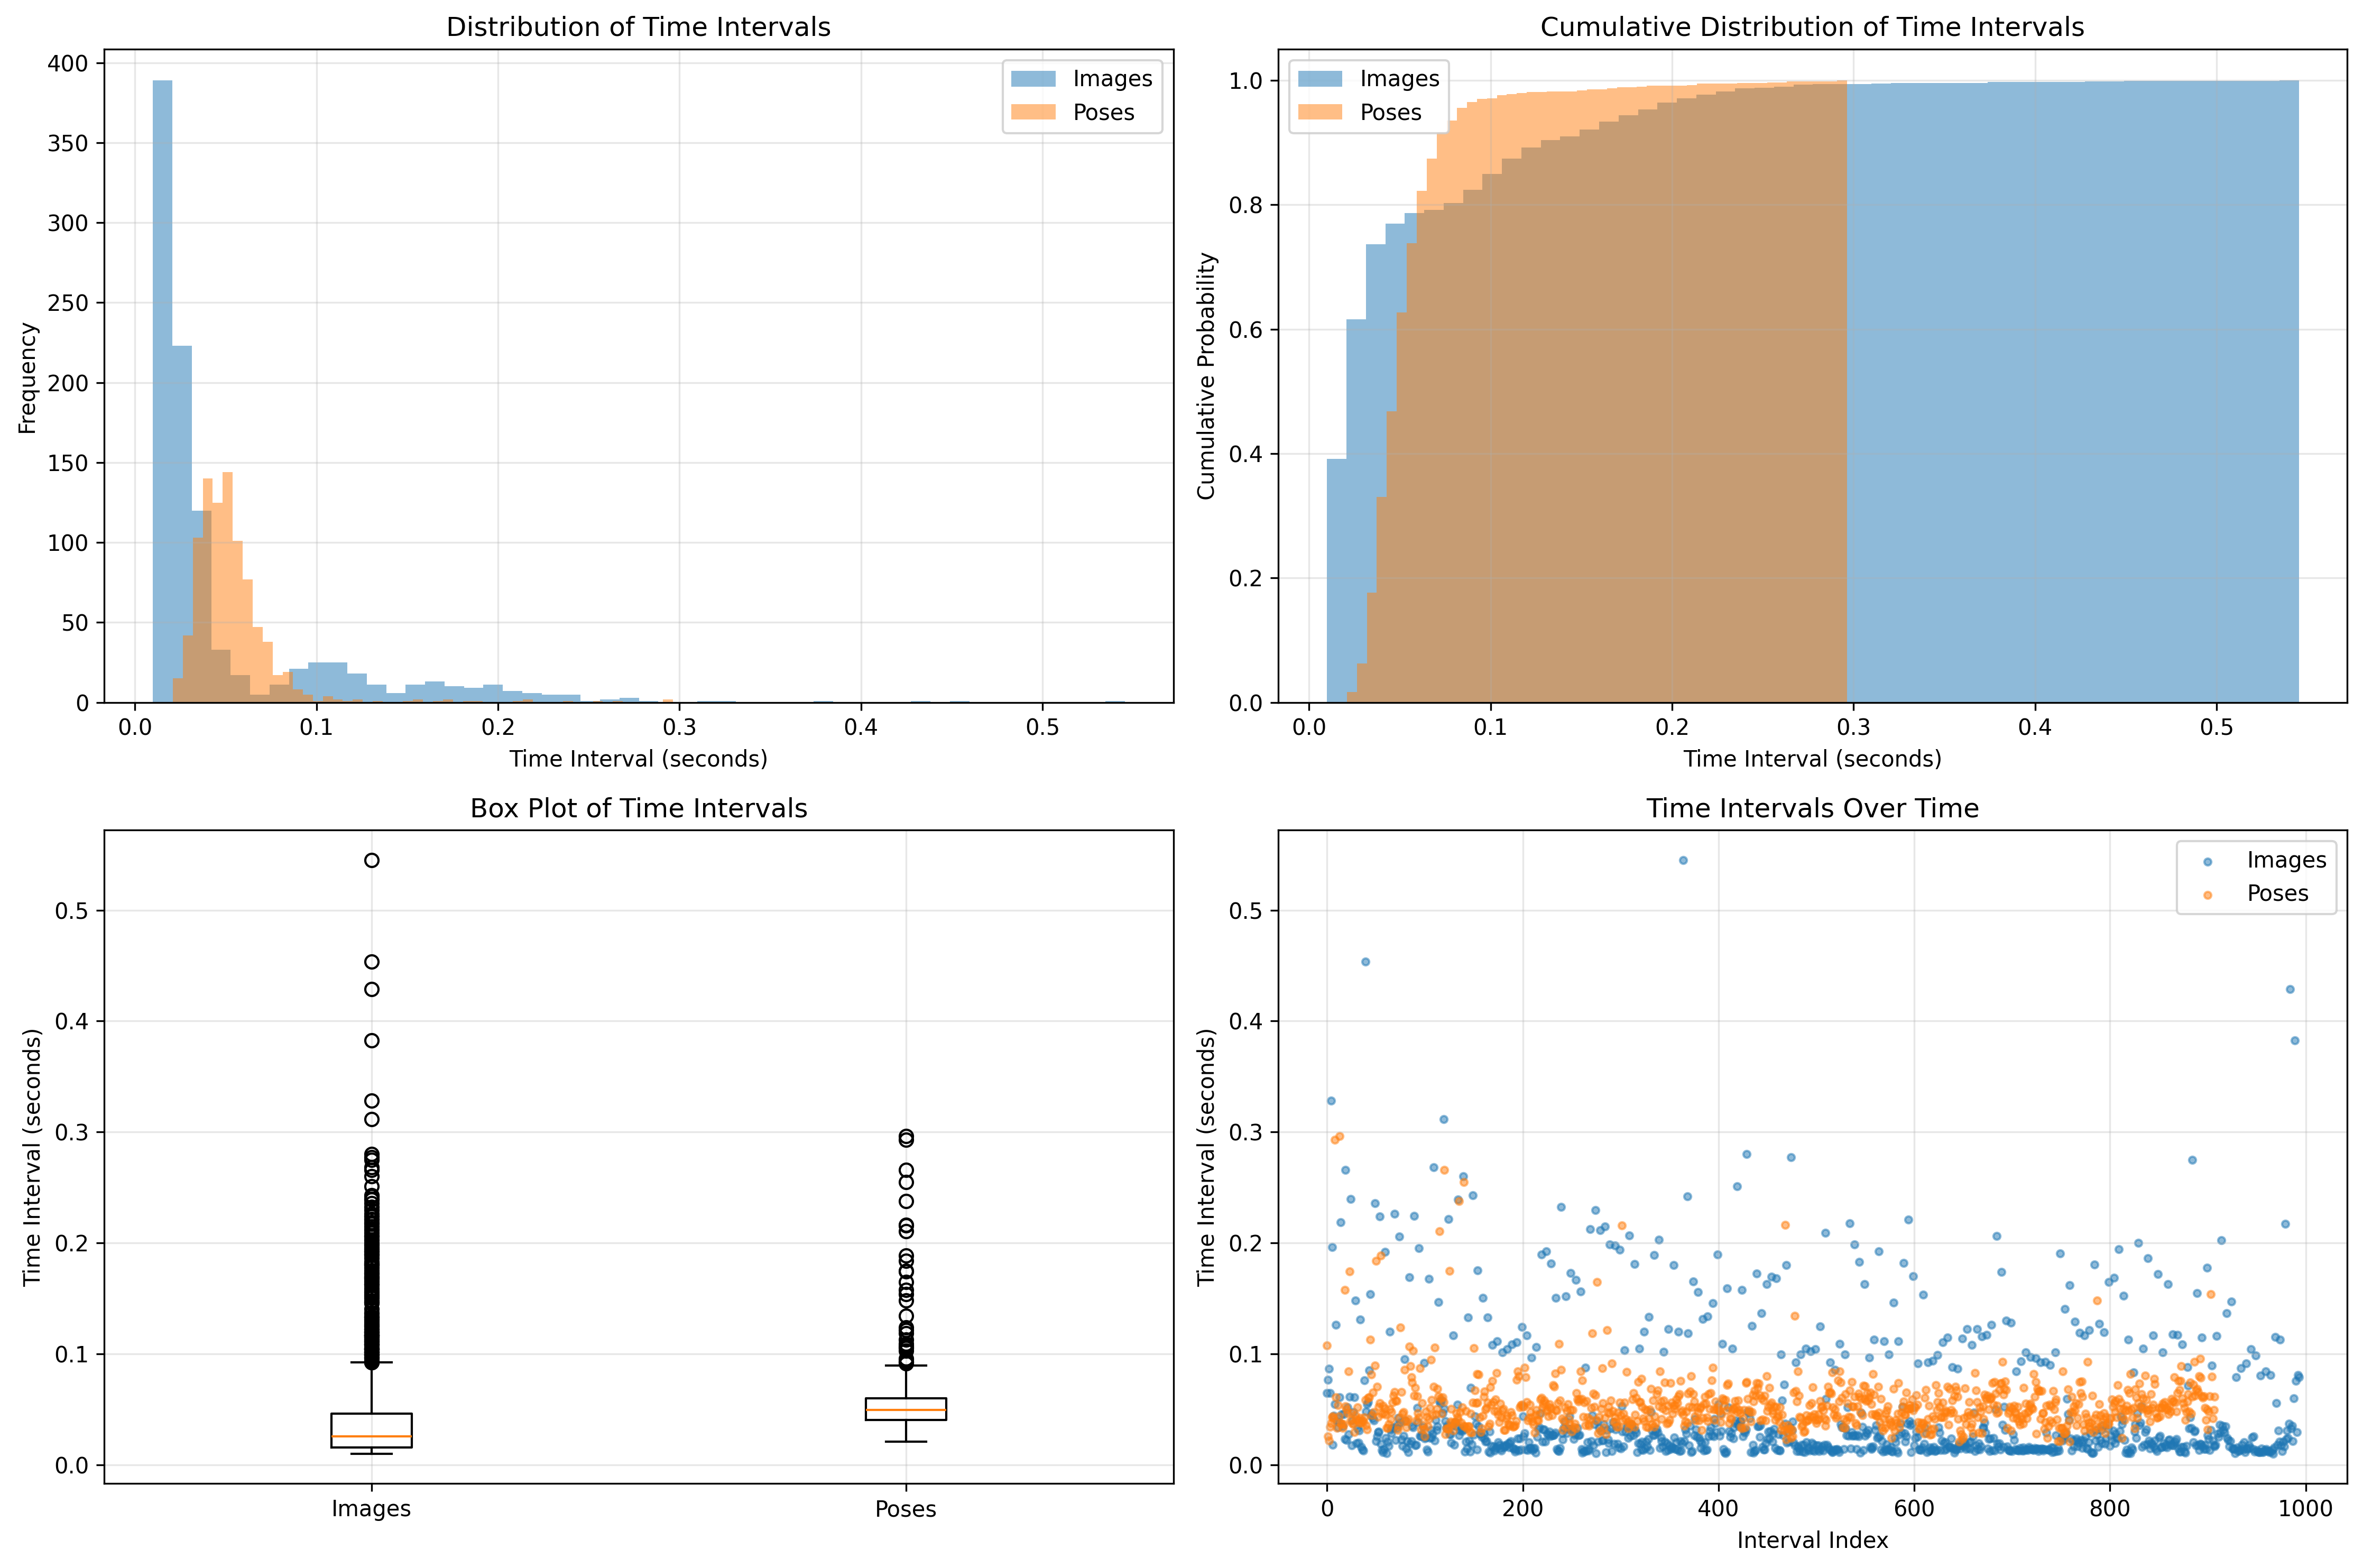 Distribution of Time Intervals
400
350
300
250
200
150
100
50
0
Frequency
Images
Poses
0.0 0.1 0.2 0.3 0.4 0.5
Time Interval (seconds)
Cumulative Distribution of Time Intervals
1.0
0.8
0.6
0.4
0.2
0.0
Cumulative Probability
Images
Poses
0.0 0.1 0.2 0.3 0.4 0.5
Time Interval (seconds)
Box Plot of Time Intervals
0.5
0.4
0.3
0.2
0.1
0.0
Time Interval (seconds)
Images Poses
Time Intervals Over Time
0.5
0.4
0.3
0.2
0.1
0.0
Time Interval (seconds)
Images
Poses
0 200 400 600 800 1000
Interval Index